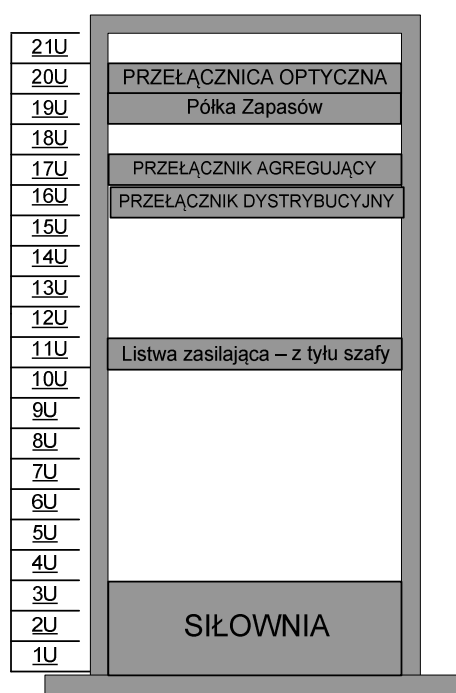 21U
20U PRZEŁĄCZNICA OPTYCZNA
19U Półka Zapasów
18U
17U PRZEŁĄCZNIK AGREGUJĄCY
16U PRZEŁĄCZNIK DYSTRYBUCYJNY
15U
14U
13U
12U
11U Listwa zasilająca – z tyłu szafy
10U
9U
8U
7U
6U
5U
4U
3U
2U SIŁOWNIA
1U